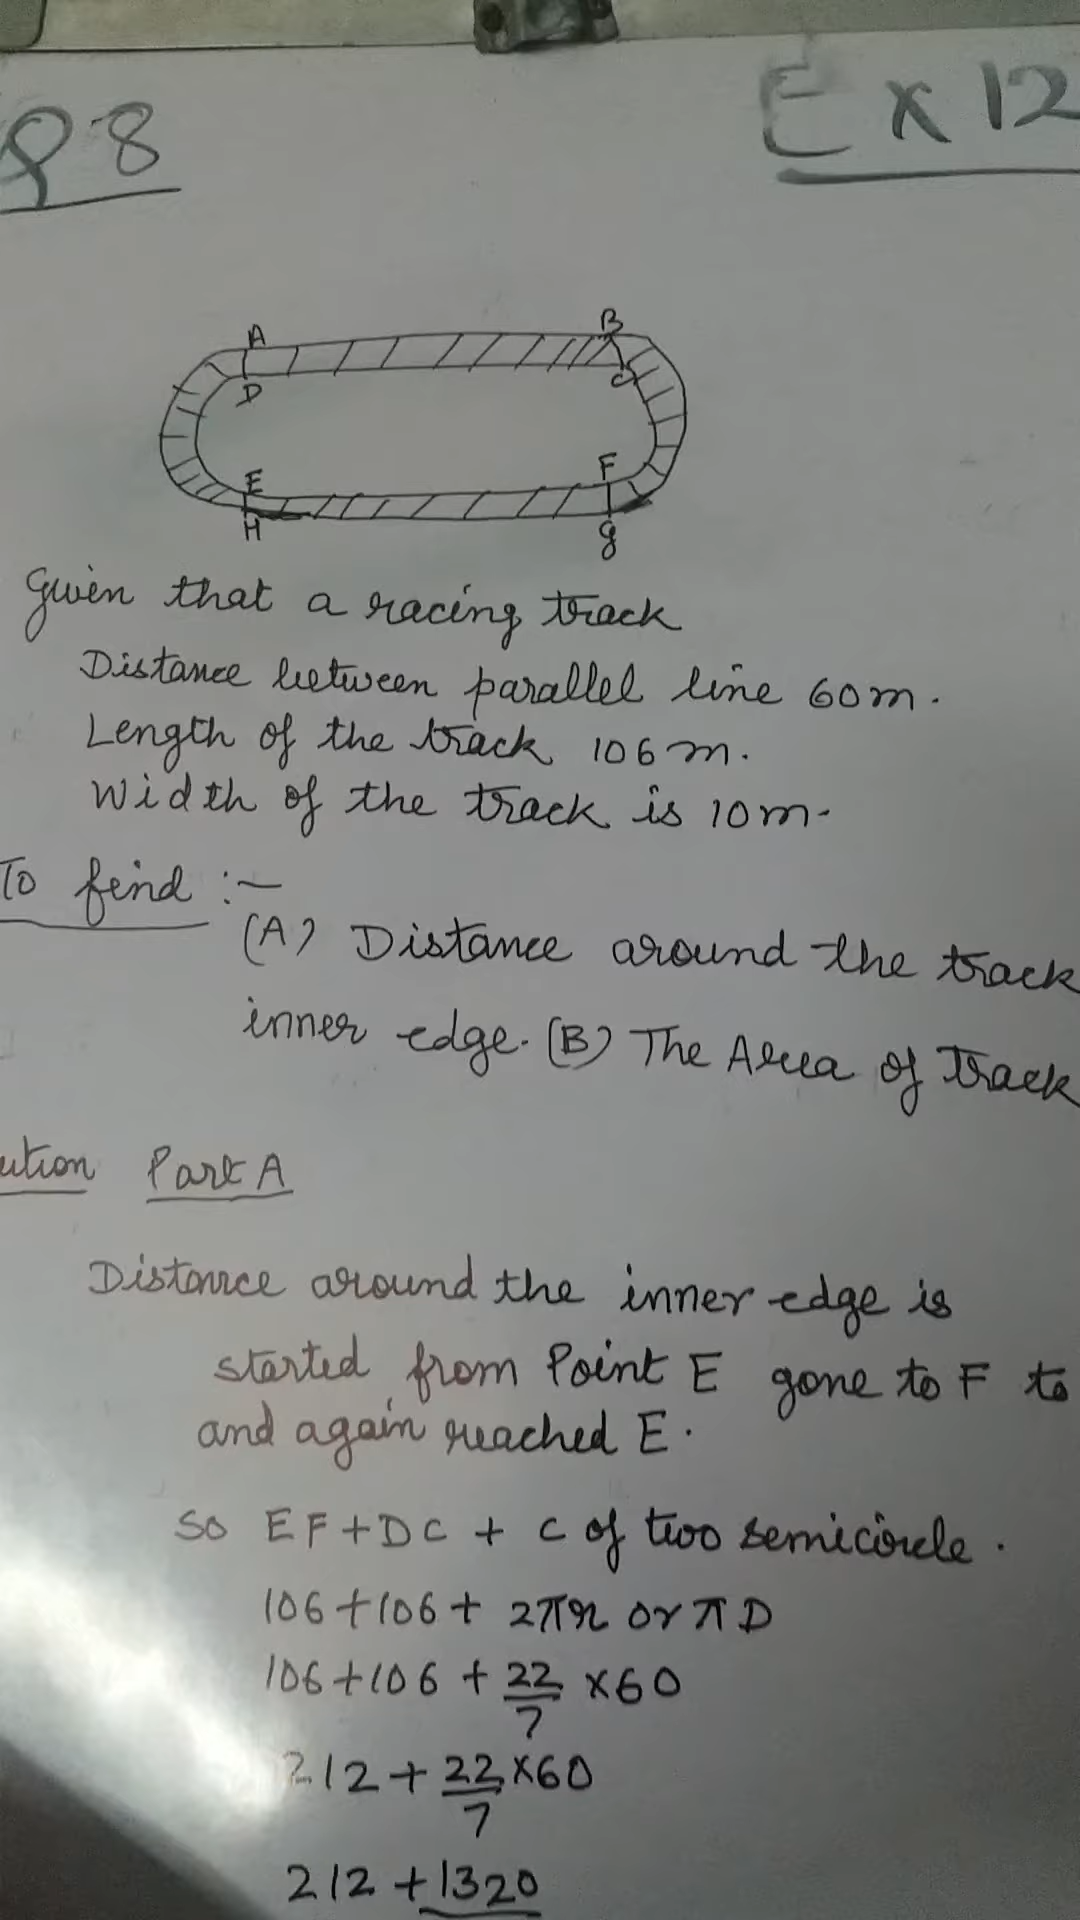 Q8
Ex 12
A
B
D
C
E
F
H
g
Given that a racing track
Distance between parallel line 60m.
Length of the track 106m.
Width of the track is 10m.
To find :-
(A) Distance around the track
inner edge. (B) The Area of Track
ution Part A
Distance around the inner edge is
started from Point E gone to F to
and again reached E.
So EF+DC + C of two semicircle.
106+106+ 2πr or πD
106+106+ 22/7 ×60
212+ 22/7 ×60
212+1320